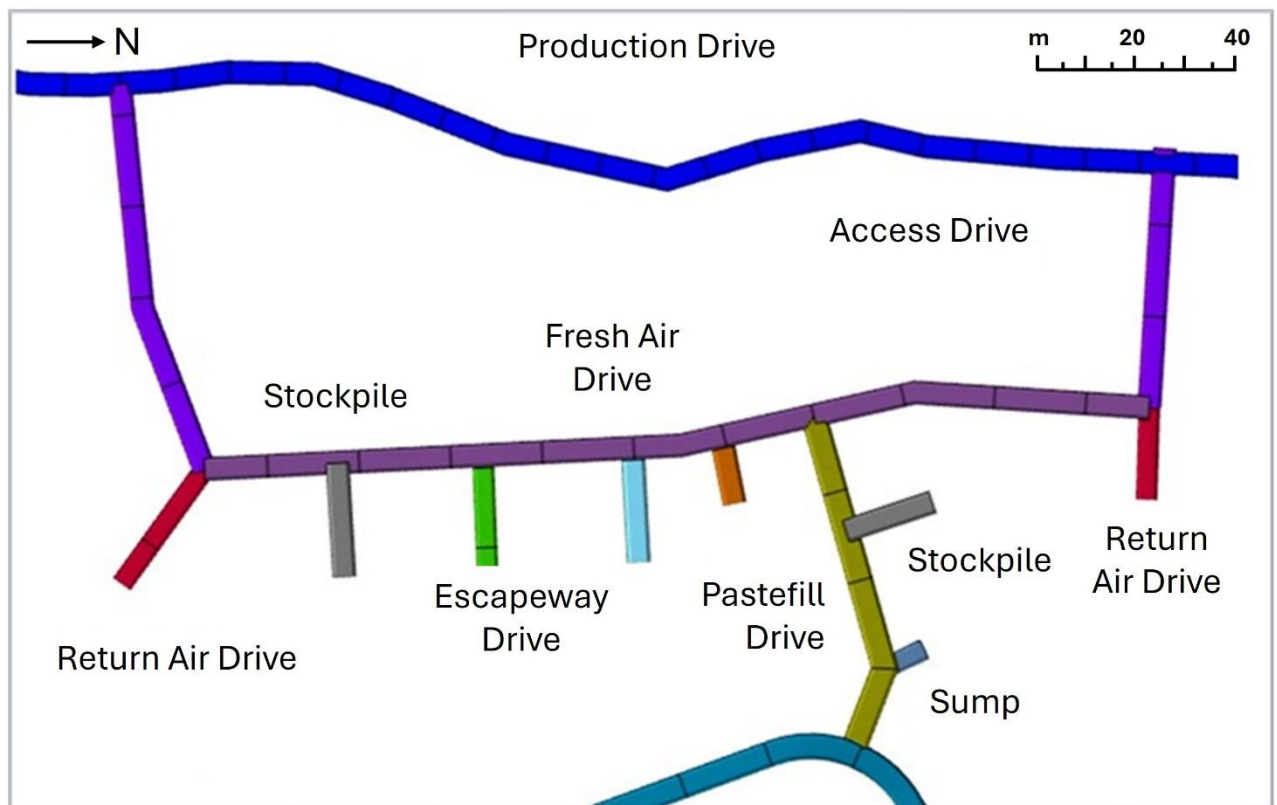 N
Production Drive
m 20 40
Access Drive
Fresh Air
Drive
Stockpile
Return
Air Drive
Stockpile
Escapeway
Drive
Pastefill
Drive
Return Air Drive
Sump